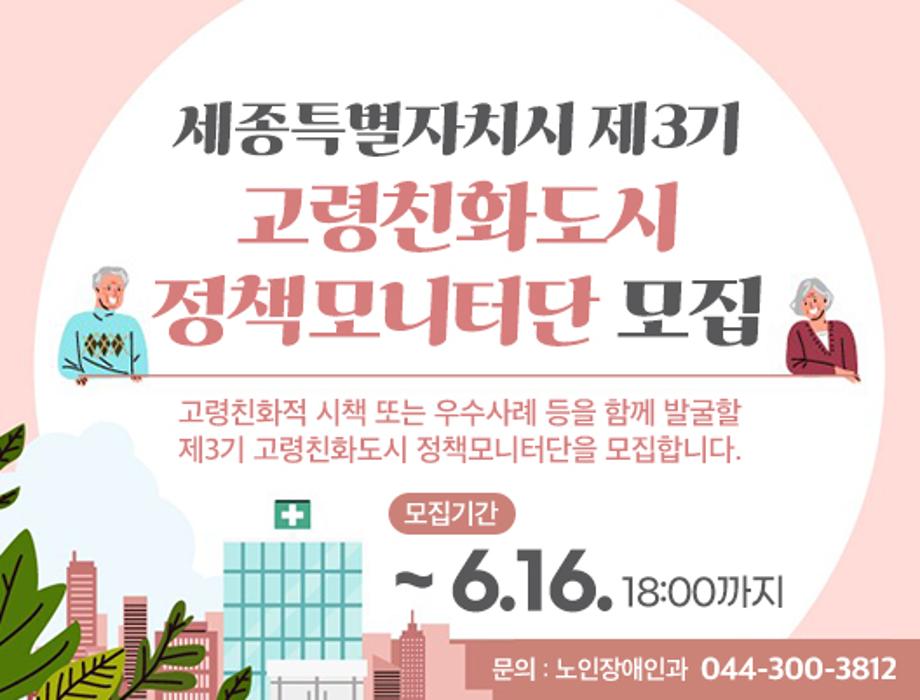 세종특별자치시 제3기
고령친화도시
정책모니터단 모집
고령친화적 시책 또는 우수사례 등을 함께 발굴할
제3기 고령친화도시 정책모니터단을 모집합니다.
모집기간
~ 6.16. 18:00까지
문의 : 노인장애인과 044-300-3812